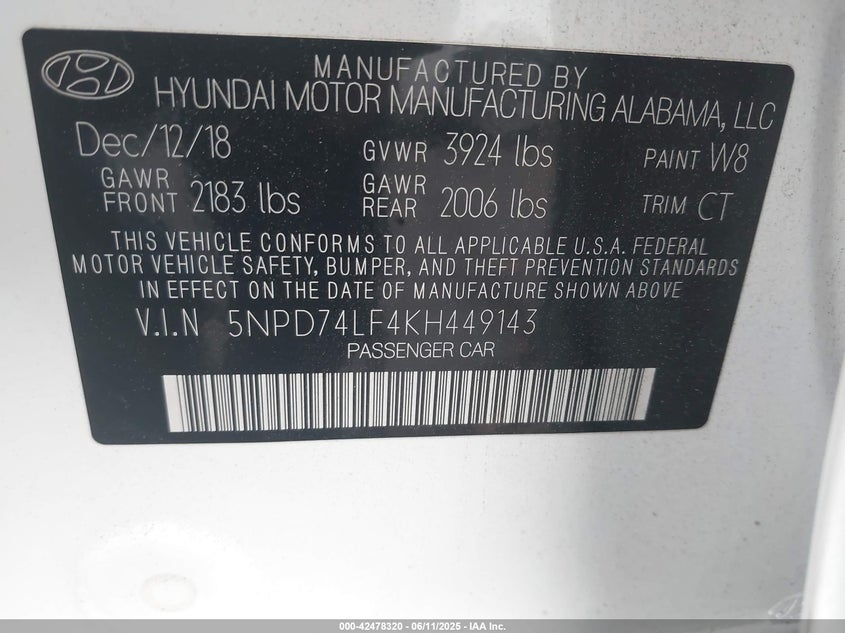 MANUFACTURED BY
HYUNDAI MOTOR MANUFACTURING ALABAMA, LLC
Dec/12/18 GVWR 3924 lbs PAINT W8
GAWR FRONT 2183 lbs GAWR REAR 2006 lbs TRIM CT
THIS VEHICLE CONFORMS TO ALL APPLICABLE U.S.A. FEDERAL
MOTOR VEHICLE SAFETY, BUMPER, AND THEFT PREVENTION STANDARDS
IN EFFECT ON THE DATE OF MANUFACTURE SHOWN ABOVE
V.I.N 5NPD74LF4KH449143
PASSENGER CAR
000-42478320 - 06/11/2025 - IAA Inc.